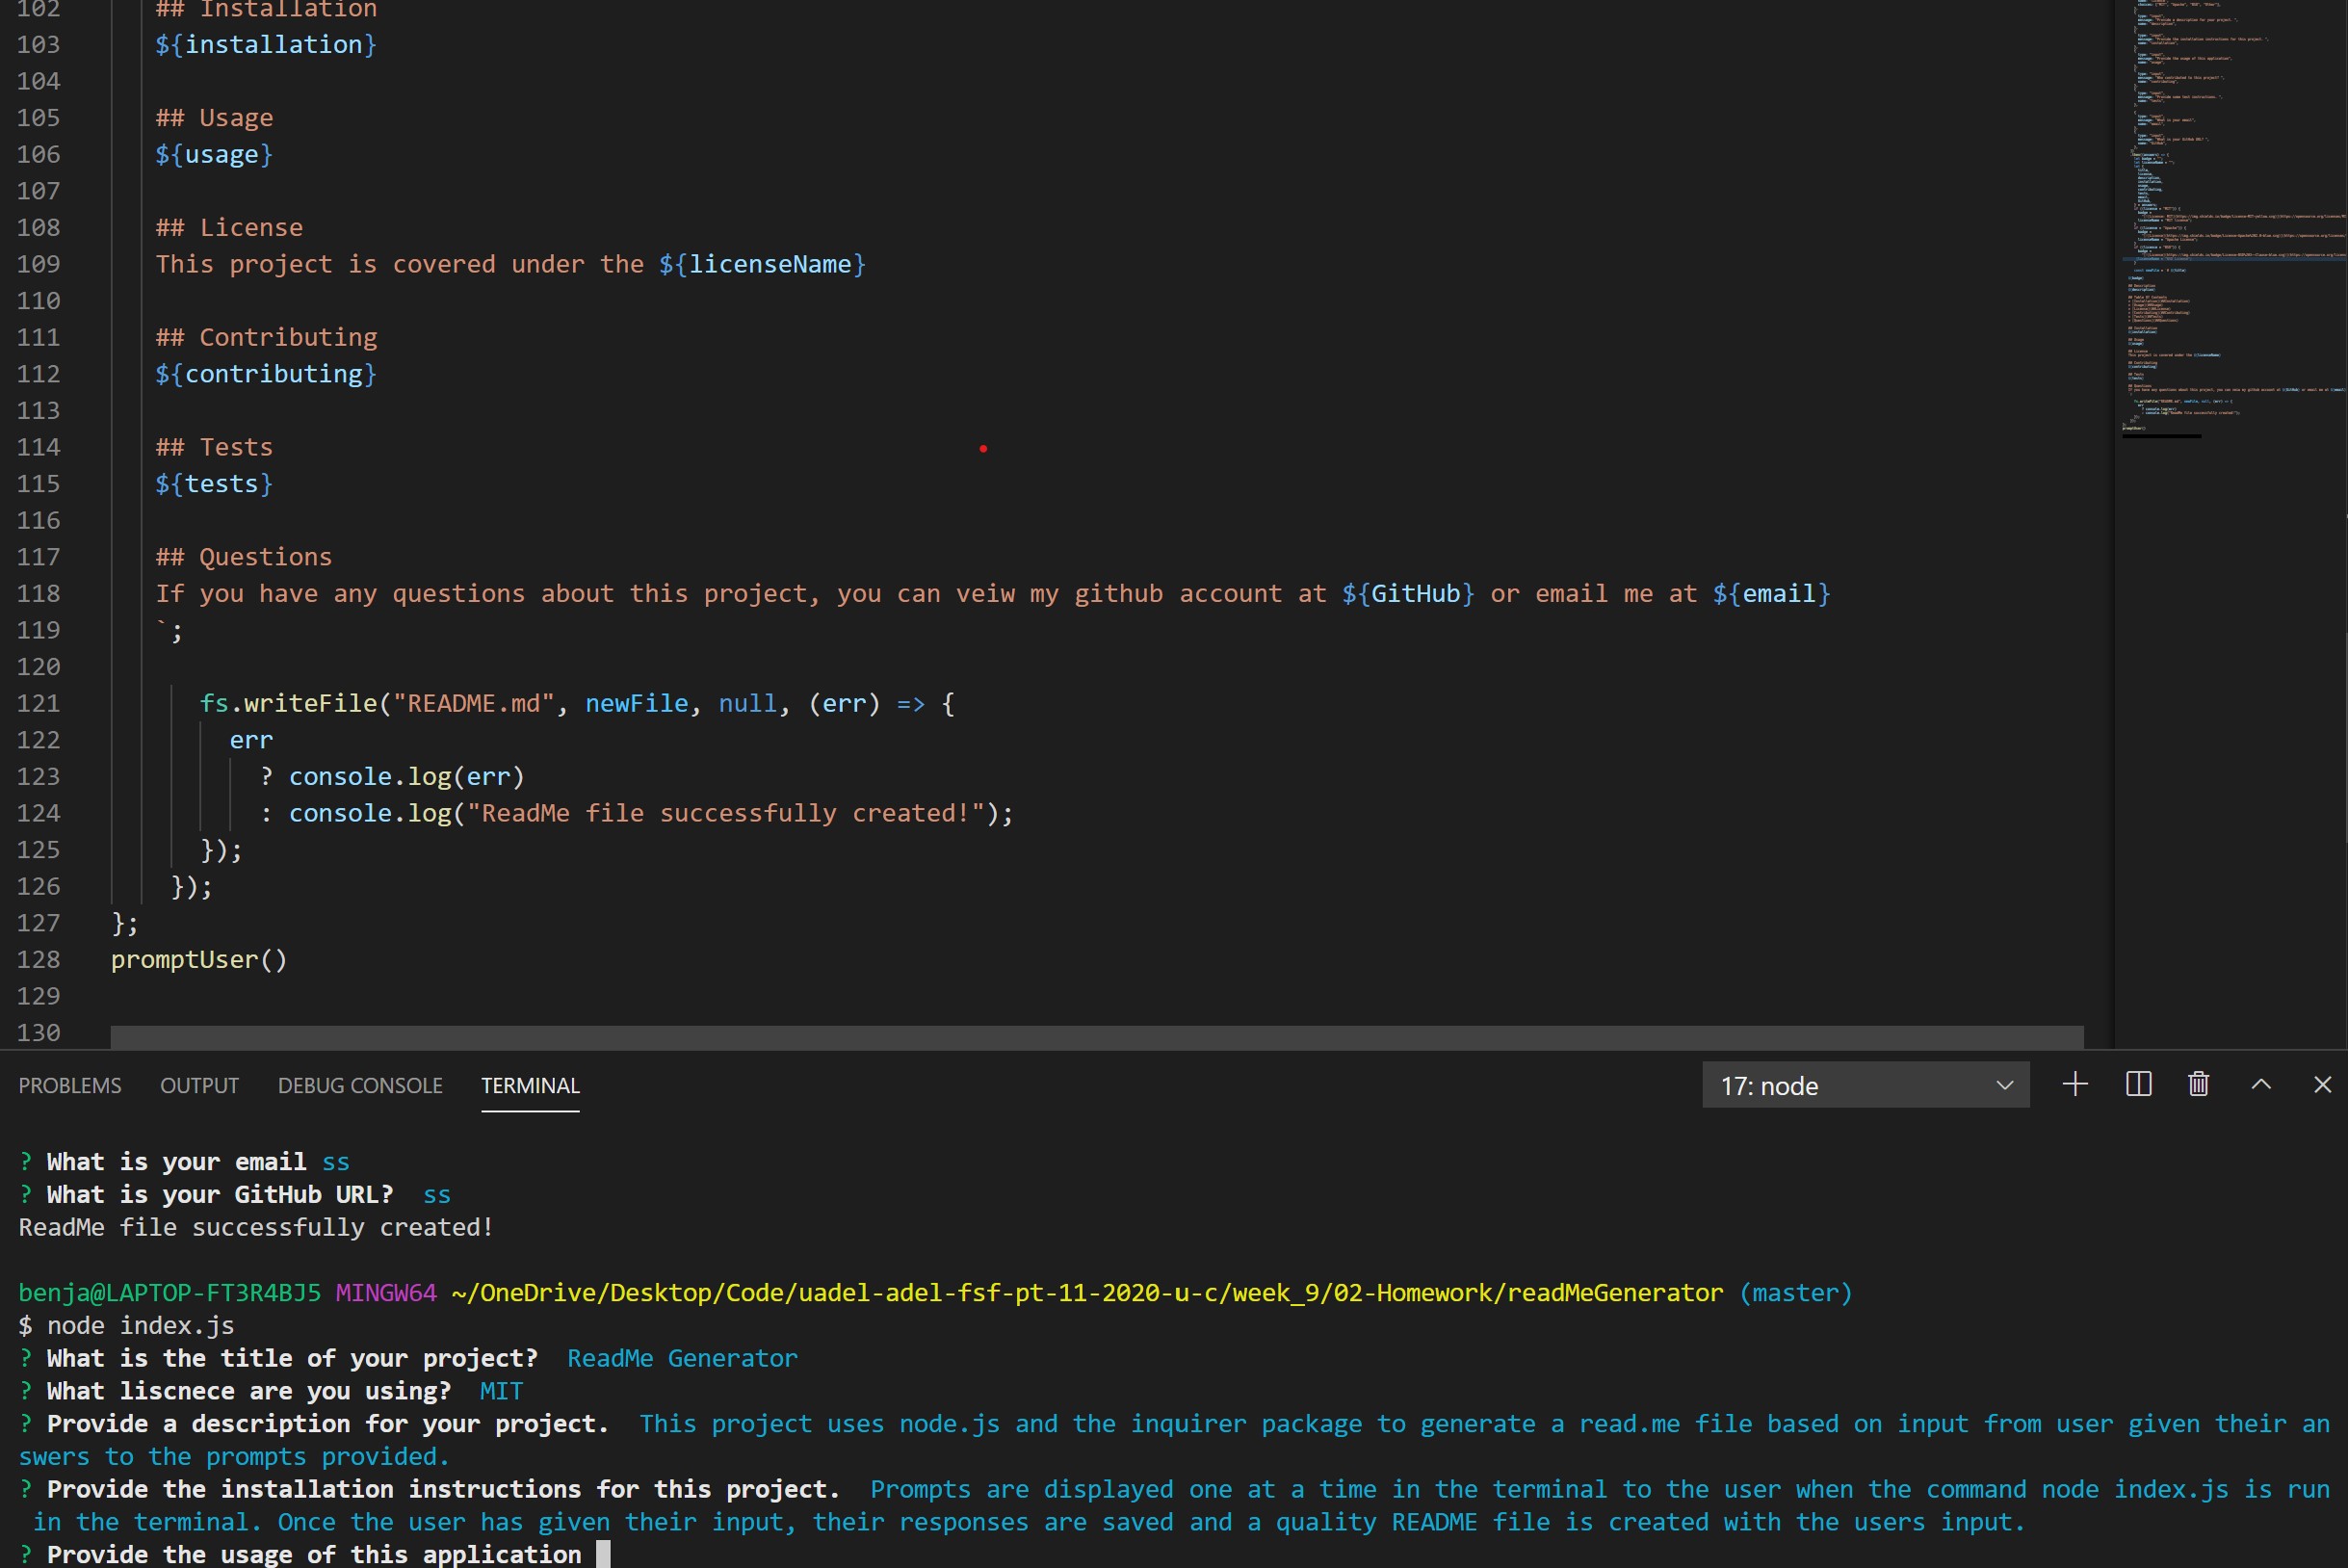 102 ## Installation
103 ${installation}
104
105 ## Usage
106 ${usage}
107
108 ## License
109 This project is covered under the ${licenseName}
110
111 ## Contributing
112 ${contributing}
113
114 ## Tests
115 ${tests}
116
117 ## Questions
118 If you have any questions about this project, you can veiw my github account at ${GitHub} or email me at ${email}
119 `;
120
121 fs.writeFile("README.md", newFile, null, (err) => {
122 err
123 ? console.log(err)
124 : console.log("ReadMe file successfully created!");
125 });
126 });
127 };
128 promptUser()
129
130
PROBLEMS OUTPUT DEBUG CONSOLE TERMINAL 17: node
? What is your email ss
? What is your GitHub URL? ss
ReadMe file successfully created!
benja@LAPTOP-FT3R4BJ5 MINGW64 ~/OneDrive/Desktop/Code/uadel-adel-fsf-pt-11-2020-u-c/week_9/02-Homework/readMeGenerator (master)
$ node index.js
? What is the title of your project? ReadMe Generator
? What liscnece are you using? MIT
? Provide a description for your project. This project uses node.js and the inquirer package to generate a read.me file based on input from user given their an
swers to the prompts provided.
? Provide the installation instructions for this project. Prompts are displayed one at a time in the terminal to the user when the command node index.js is run
in the terminal. Once the user has given their input, their responses are saved and a quality README file is created with the users input.
? Provide the usage of this application